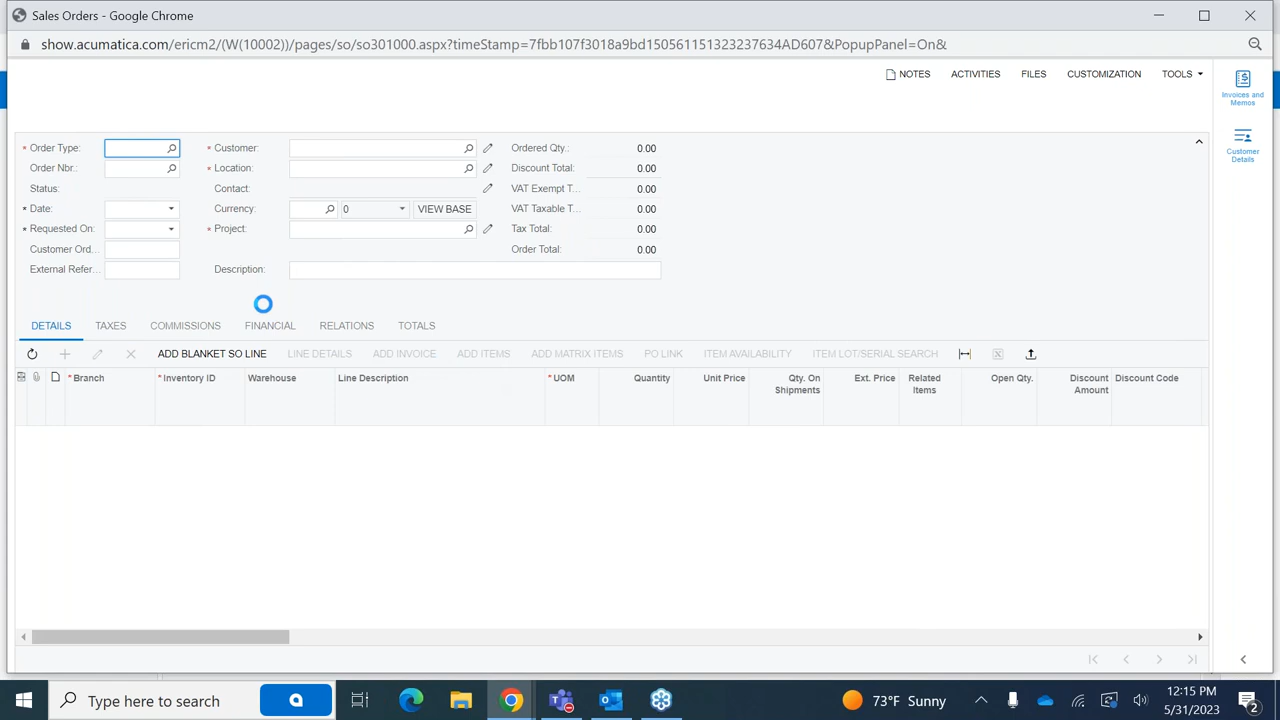 Sales Orders - Google Chrome
show.acumatica.com/ericm2/(W(10002))/pages/so/so301000.aspx?timeStamp=7fbb107f3018a9bd150561151323237634AD607&PopupPanel=On&
NOTES ACTIVITIES FILES CUSTOMIZATION TOOLS
Invoices and
Memos
Customer
Details
* Order Type: * Customer: Ordered Qty.: 0.00
Order Nbr.: * Location: Discount Total: 0.00
Status: Contact: VAT Exempt T... 0.00
* Date: Currency: 0 VIEW BASE VAT Taxable T... 0.00
* Requested On: * Project: Tax Total: 0.00
Customer Ord... Order Total: 0.00
External Refer... Description:
DETAILS TAXES COMMISSIONS FINANCIAL RELATIONS TOTALS
ADD BLANKET SO LINE LINE DETAILS ADD INVOICE ADD ITEMS ADD MATRIX ITEMS PO LINK ITEM AVAILABILITY ITEM LOT/SERIAL SEARCH
* Branch * Inventory ID Warehouse Line Description * UOM Quantity Unit Price Qty. On Shipments Ext. Price Related Items Open Qty. Discount Amount Discount Code
Type here to search
73°F Sunny
12:15 PM
5/31/2023
2